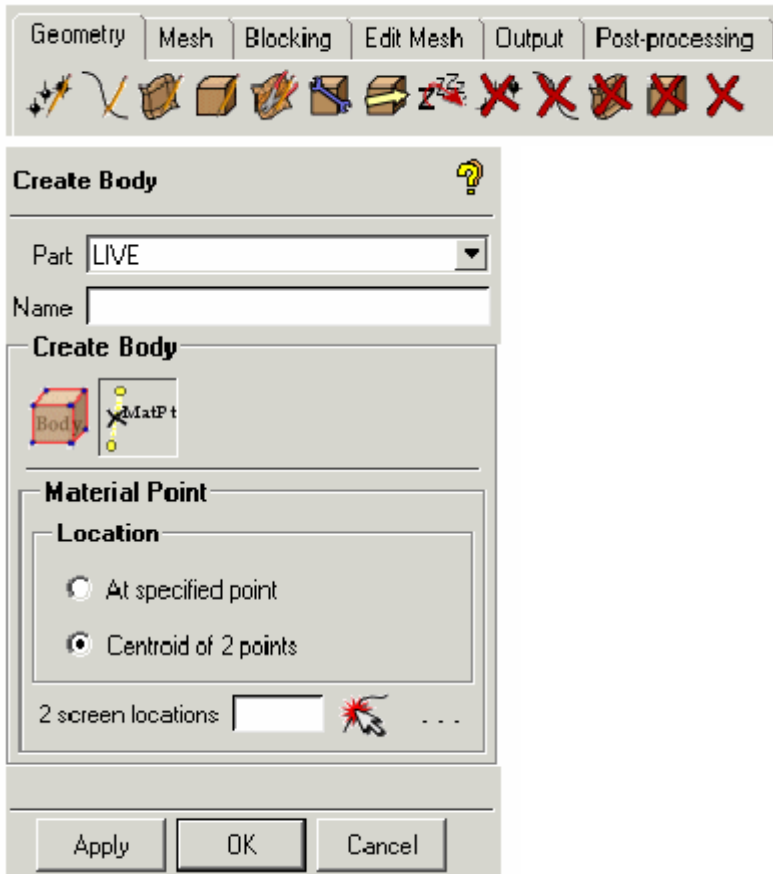 Geometry Mesh Blocking Edit Mesh Output Post-processing
Create Body
Part LIVE
Name
Create Body
Body MatPt
Material Point
Location
At specified point
Centroid of 2 points
2 screen locations ...
Apply OK Cancel